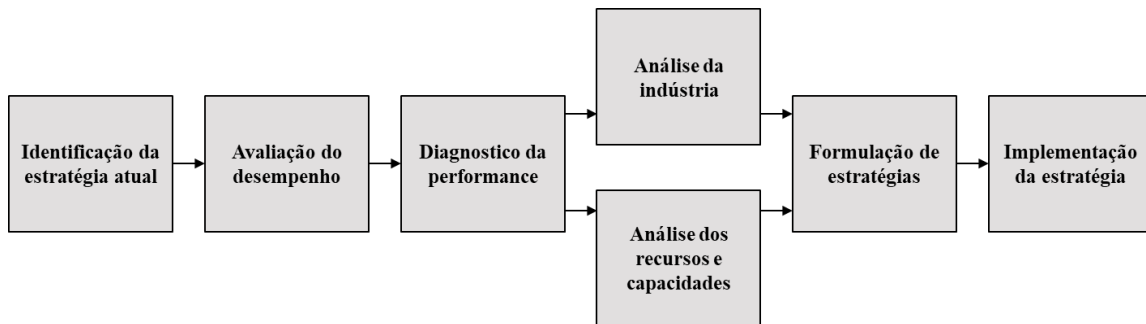 Identificação da
estratégia atual
Avaliação do
desempenho
Diagnostico da
performance
Análise da
indústria
Análise dos
recursos e
capacidades
Formulação de
estratégias
Implementação
da estratégia